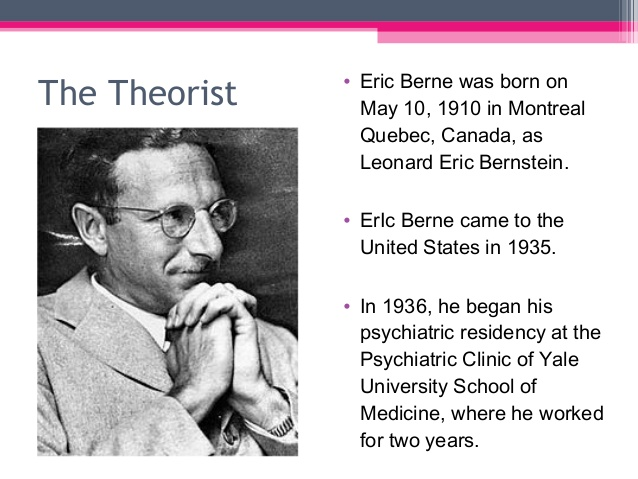 The Theorist
• Eric Berne was born on
May 10, 1910 in Montreal
Quebec, Canada, as
Leonard Eric Bernstein.
• ErIc Berne came to the
United States in 1935.
• In 1936, he began his
psychiatric residency at the
Psychiatric Clinic of Yale
University School of
Medicine, where he worked
for two years.